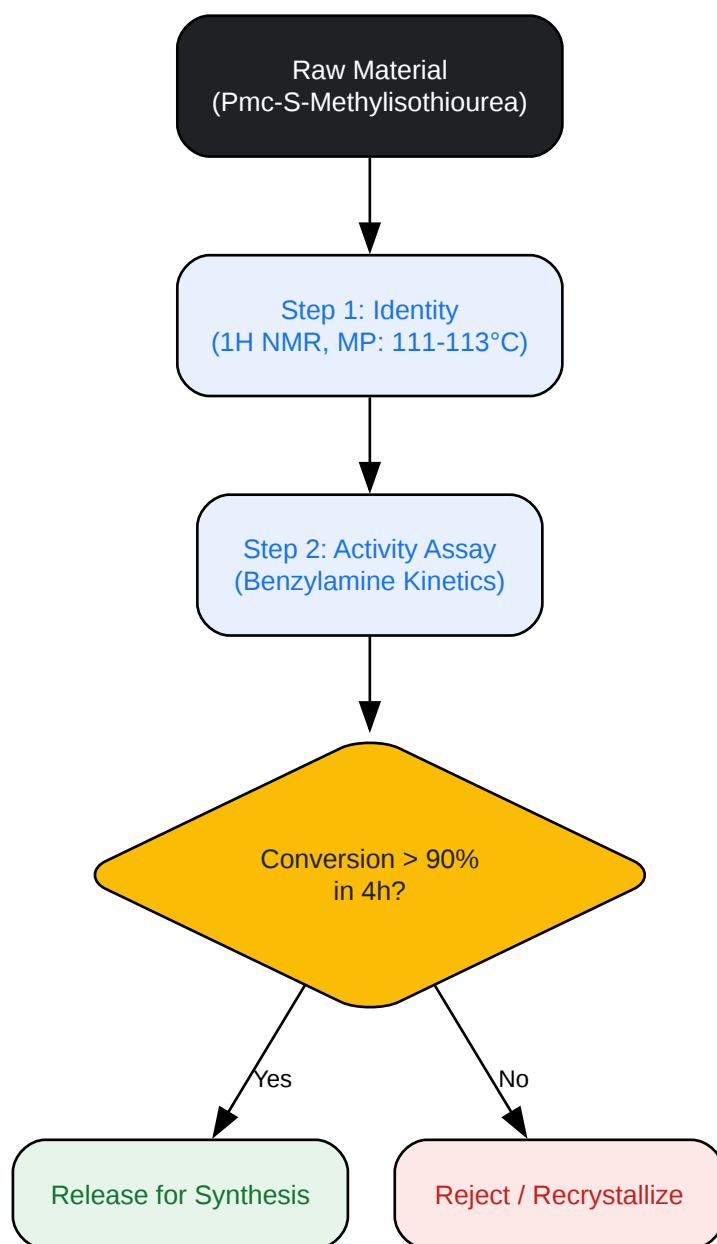 Raw Material
(Pmc-S-Methylisothiourea)
Step 1: Identity
(1H NMR, MP: 111-113°C)
Step 2: Activity Assay
(Benzylamine Kinetics)
Conversion > 90%
in 4h?
Yes
No
Release for Synthesis
Reject / Recrystallize